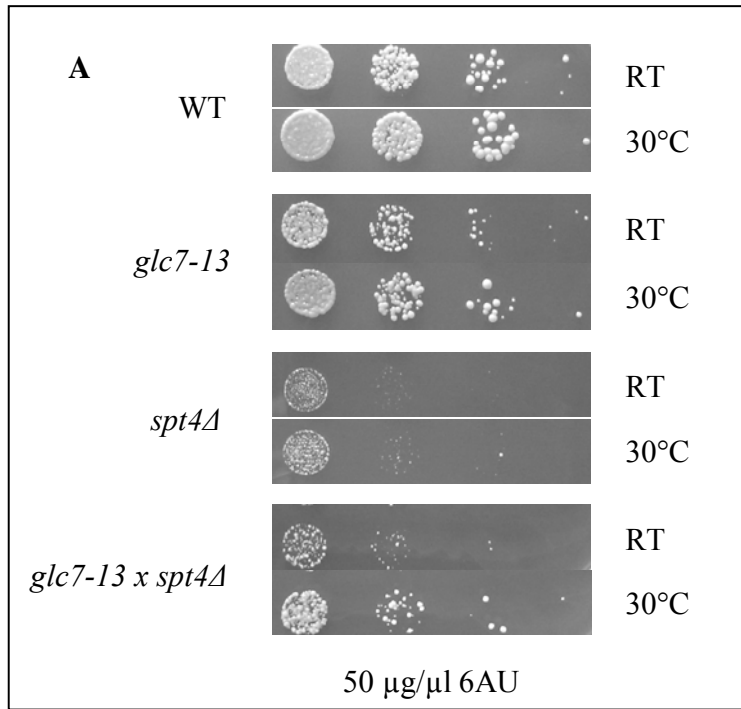 A
WT
RT
30°C
glc7-13
RT
30°C
spt4Δ
RT
30°C
glc7-13 x spt4Δ
RT
30°C
50 µg/µl 6AU